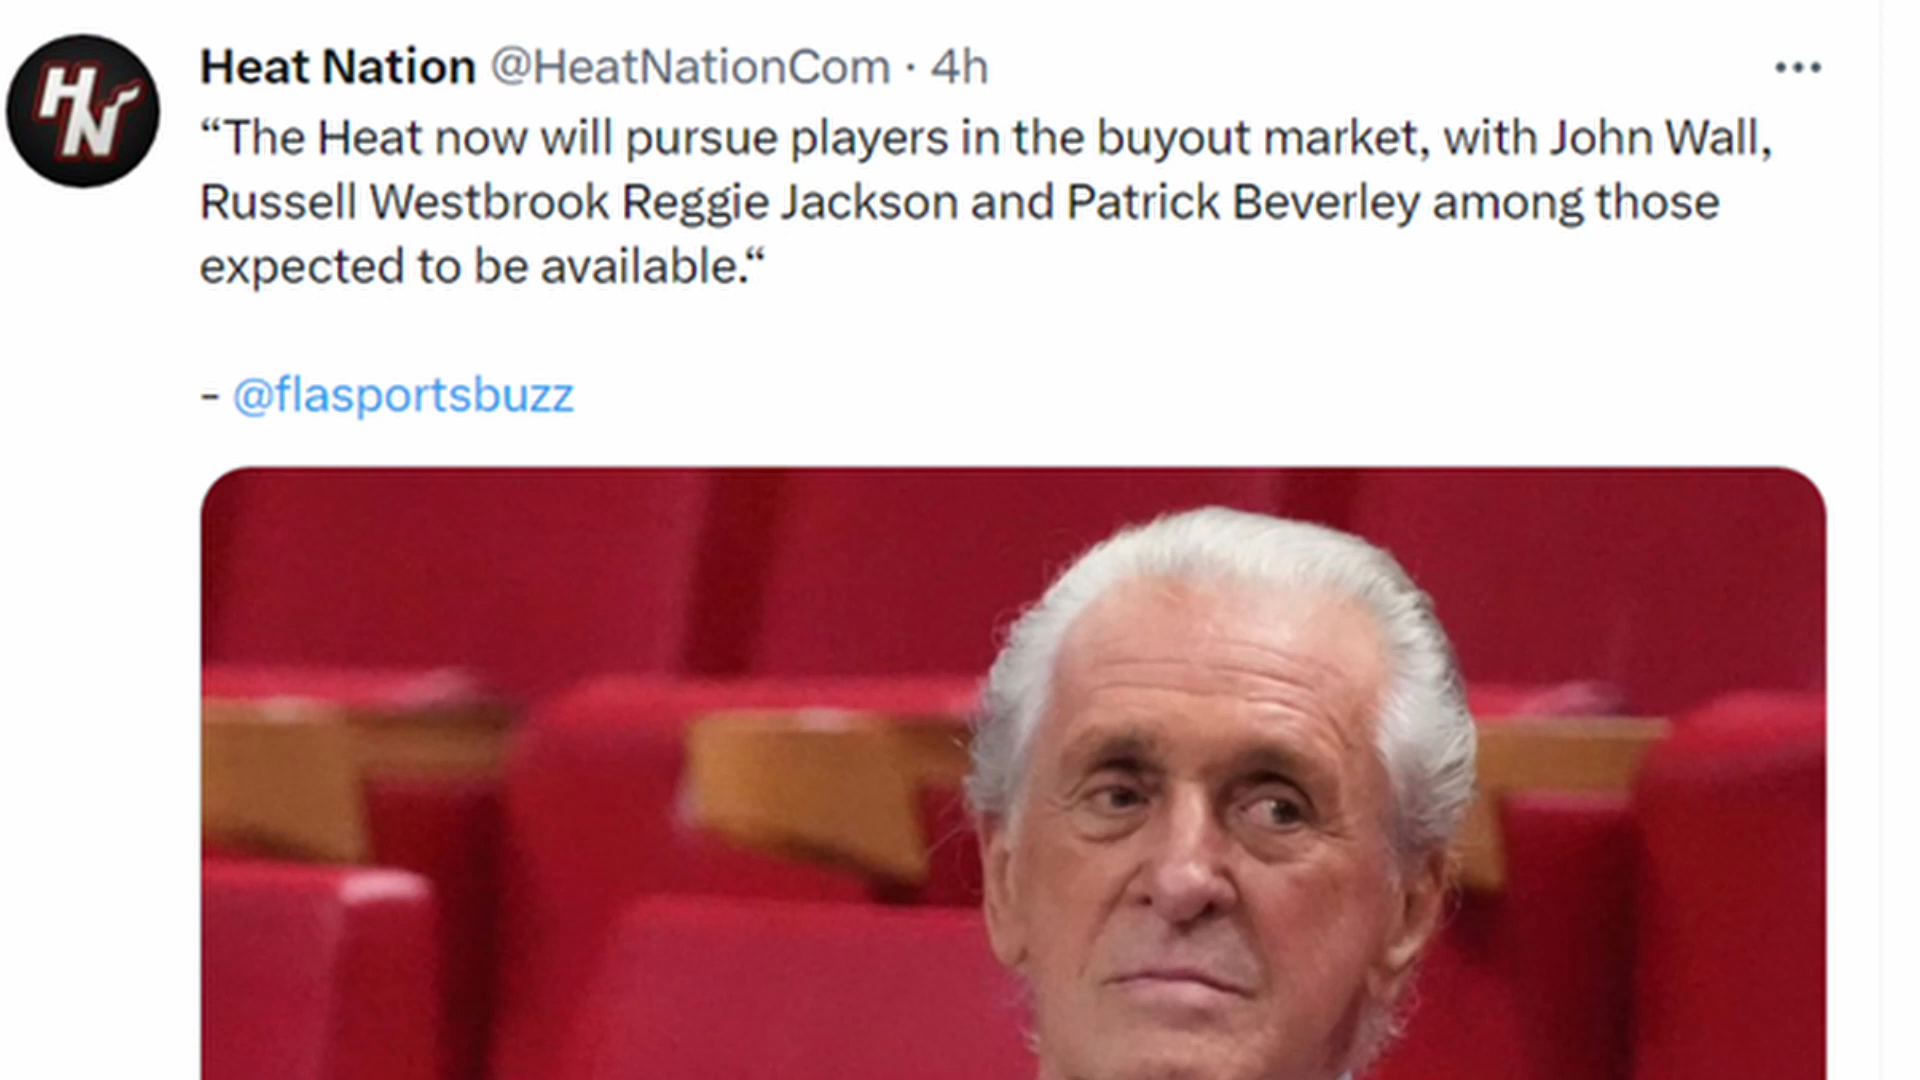 HN
Heat Nation @HeatNationCom · 4h
“The Heat now will pursue players in the buyout market, with John Wall,
Russell Westbrook Reggie Jackson and Patrick Beverley among those
expected to be available.“
- @flasportsbuzz